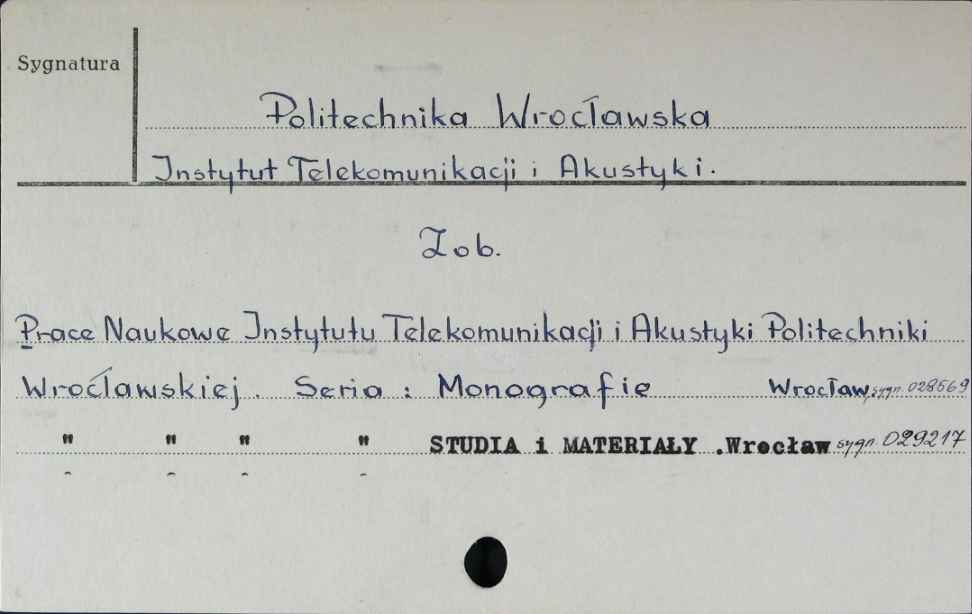 Sygnatura
Politechnika Wrocławska
Instytut Telekomunikacji i Akustyki.
Zob.
Prace Naukowe Instytutu Telekomunikacji i Akustyki Politechniki
Wrocławskiej. Seria : Monografie Wrocław, sygn. 028569
" " " " STUDIA i MATERIAŁY .Wrocław sygn. 029217